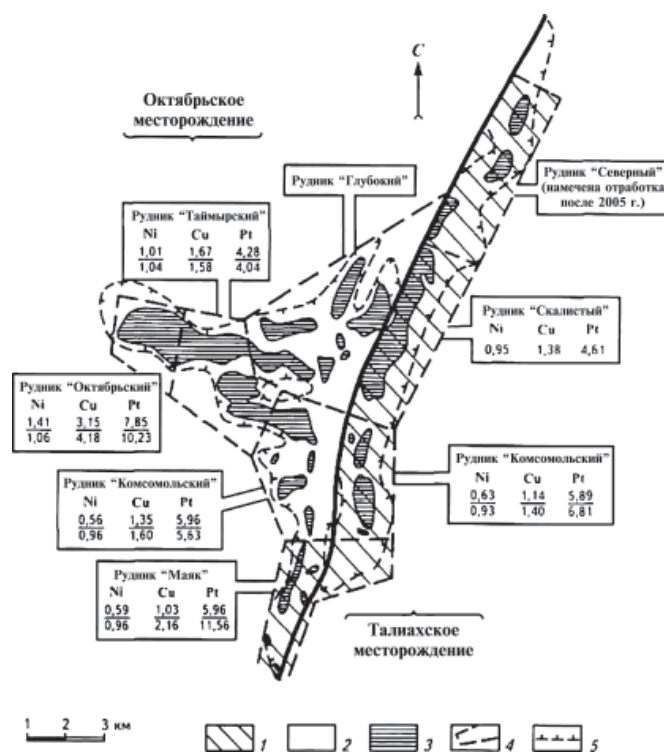 С
Октябрьское
месторождение
Рудник "Глубокий"
Рудник "Северный"
(намечена отработка
после 2005 г.)
Рудник "Таймырский"
Ni Cu Pt
1,01 1,67 4,28
1,04 1,58 4,04
Рудник "Скалистый"
Ni Cu Pt
0,95 1,38 4,61
Рудник "Октябрьский"
Ni Cu Pt
1,41 3,15 7,85
1,06 4,18 10,23
Рудник "Комсомольский"
Ni Cu Pt
0,63 1,14 5,89
0,93 1,40 6,81
Рудник "Комсомольский"
Ni Cu Pt
0,56 1,35 5,96
0,96 1,60 5,63
Рудник "Маяк"
Ni Cu Pt
0,59 1,03 5,96
0,96 2,16 11,56
Талиахское
месторождение
1 2 3 км
1 2 3 4 5